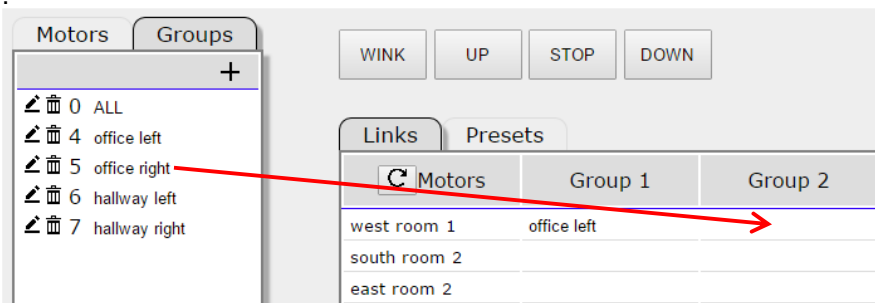 .
Motors Groups
+
0 ALL
4 office left
5 office right
6 hallway left
7 hallway right
WINK UP STOP DOWN
Links Presets
Motors Group 1 Group 2
west room 1 office left
south room 2
east room 2